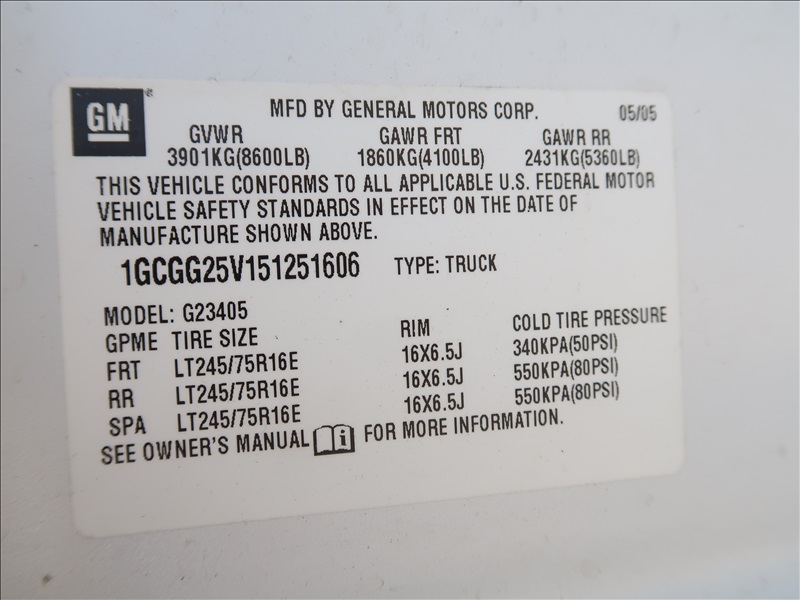 GM® MFD BY GENERAL MOTORS CORP. 05/05
GVWR GAWR FRT GAWR RR
3901KG(8600LB) 1860KG(4100LB) 2431KG(5360LB)
THIS VEHICLE CONFORMS TO ALL APPLICABLE U.S. FEDERAL MOTOR
VEHICLE SAFETY STANDARDS IN EFFECT ON THE DATE OF
MANUFACTURE SHOWN ABOVE.
1GCGG25V151251606 TYPE: TRUCK
MODEL: G23405
GPME TIRE SIZE RIM COLD TIRE PRESSURE
FRT LT245/75R16E 16X6.5J 340KPA(50PSI)
RR LT245/75R16E 16X6.5J 550KPA(80PSI)
SPA LT245/75R16E 16X6.5J 550KPA(80PSI)
SEE OWNER'S MANUAL i FOR MORE INFORMATION.